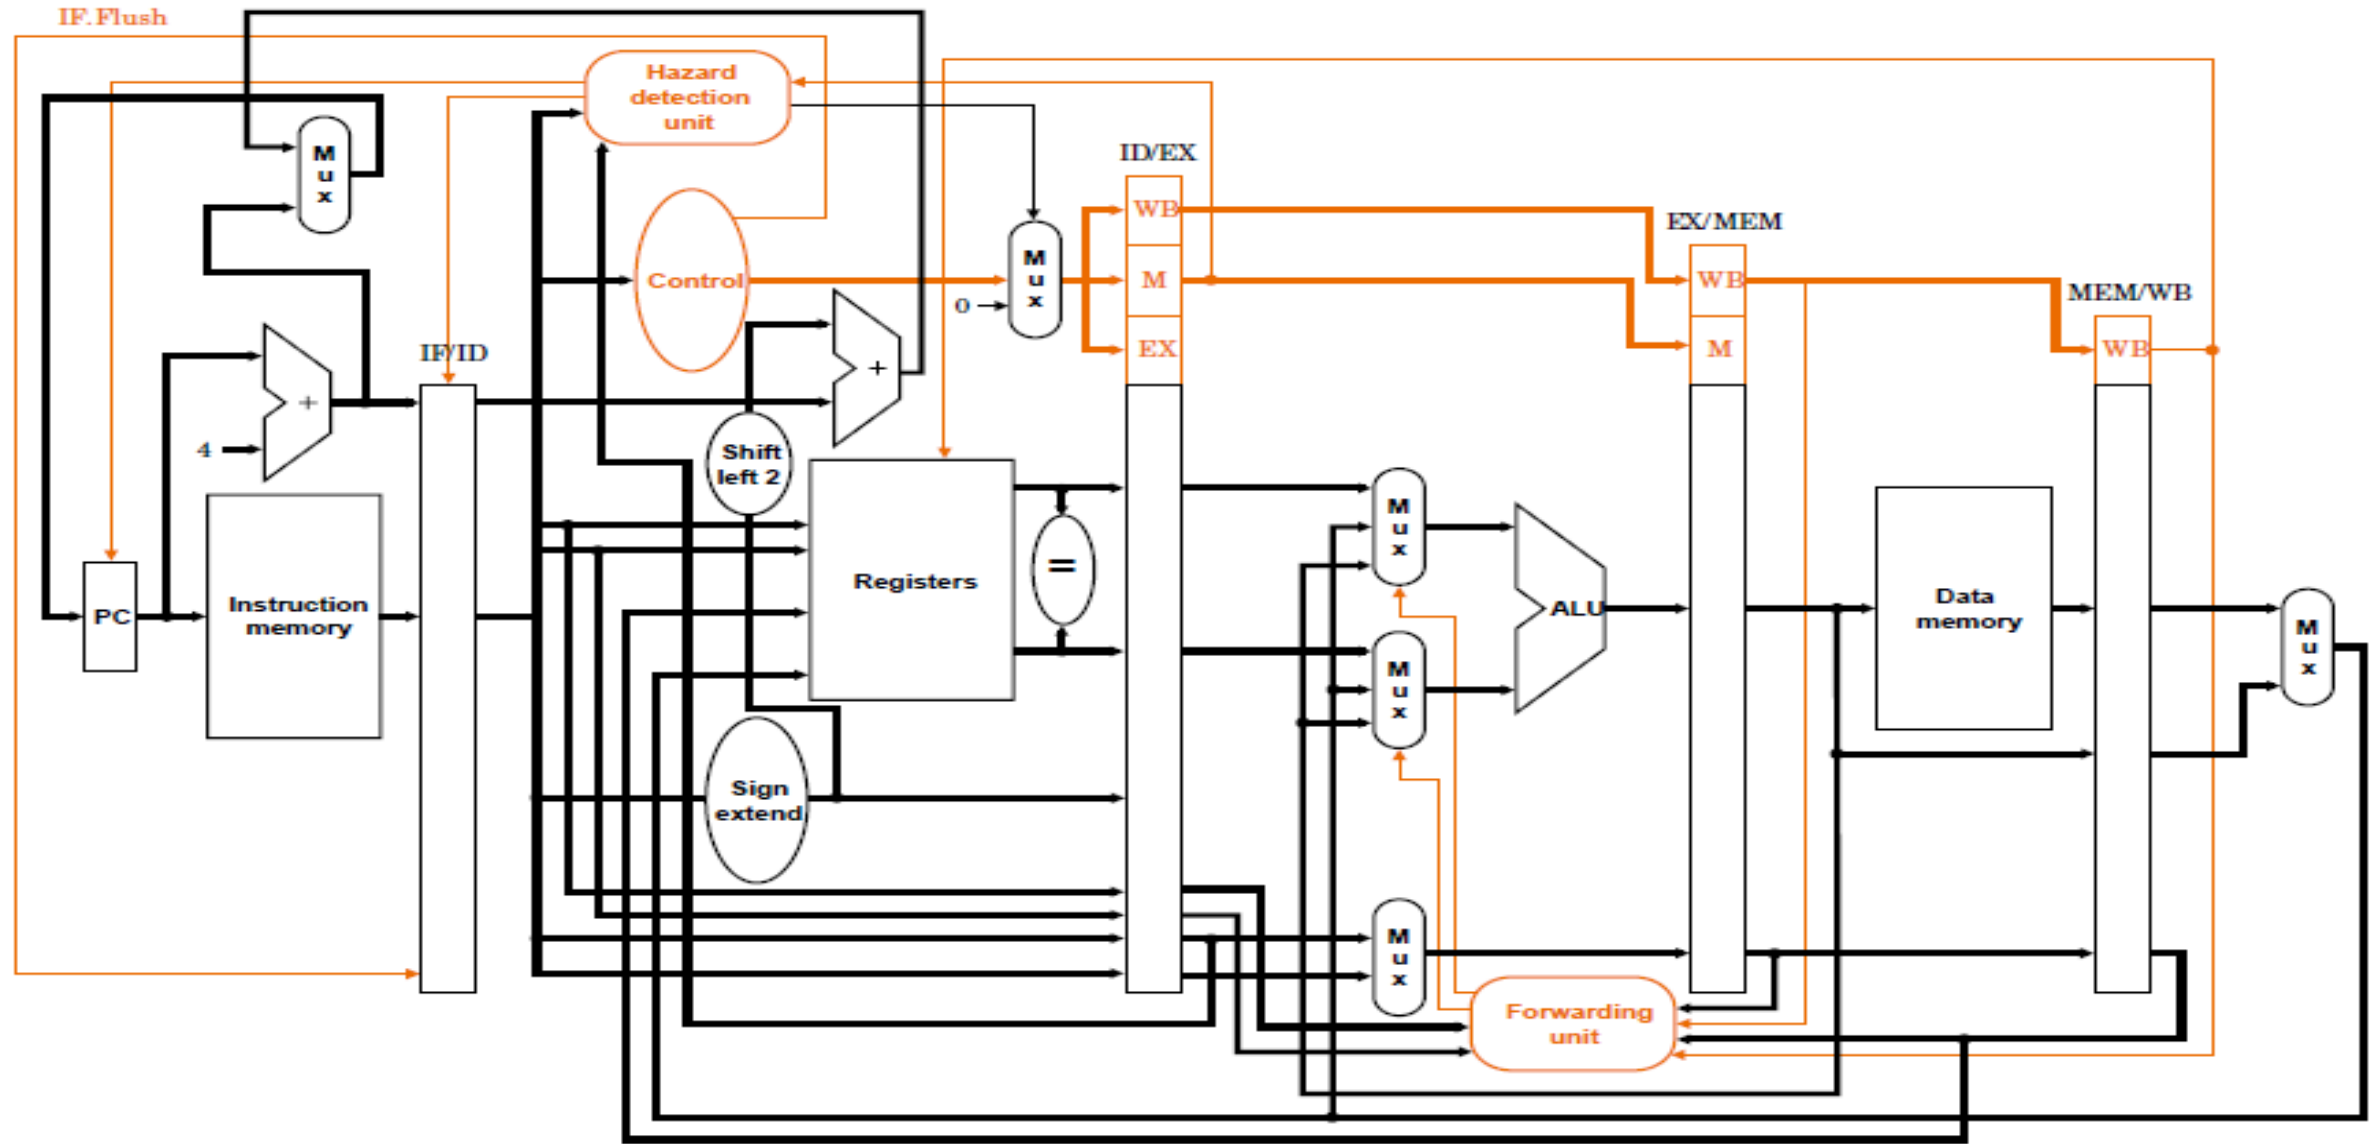 IF.Flush
Hazard
detection
unit
M
u
x
ID/EX
WB
M
EX
M
u
x
0
Control
EX/MEM
WB
M
MEM/WB
WB
IF/ID
+
4
+
Shift
left 2
PC
Instruction
memory
Registers
=
M
u
x
M
u
x
ALU
Data
memory
M
u
x
Sign
extend
M
u
x
Forwarding
unit